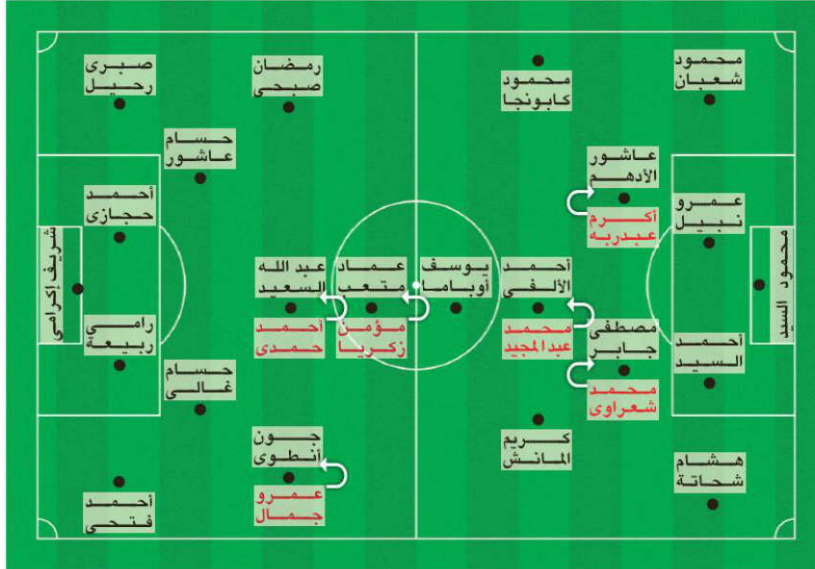 محمود
شعبان
محمود
كابونجا
رمضان
صبحى
صبرى
رحيل
عاشور
الأدهم
أكرم
عبدربه
حسام
عاشور
عمرو
نبيل
أحمد
حجازى
محمود السيد
أحمد
الألفى
محمد
عبدالمجيد
يوسف
أوباما
عماد
متعب
مؤمن
زكريا
عبدالله
السعيد
أحمد
حمدى
شريف إكرامى
مصطفى
جابر
محمد
شعراوى
أحمد
السيد
رامى
ربيعة
حسام
غالى
كريم
المانش
جون
أنطوى
عمرو
جمال
هشام
شحاتة
أحمد
فتحى